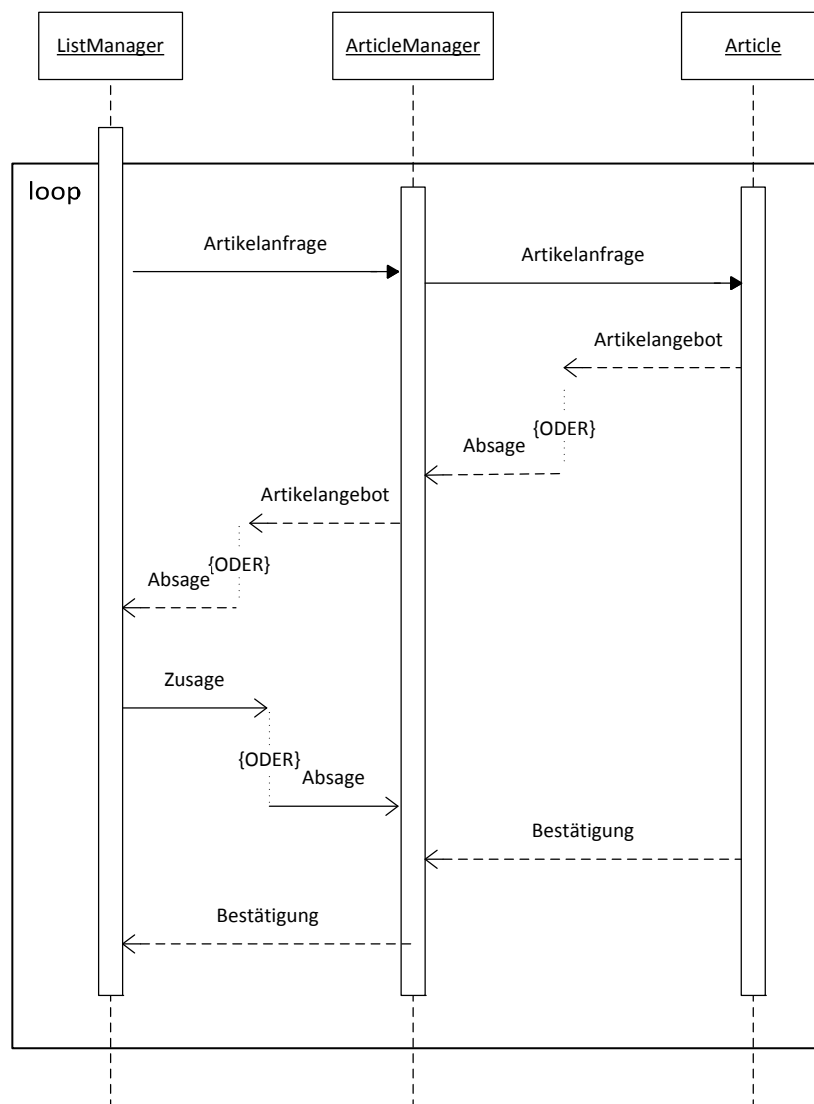 ListManager
ArticleManager
Article
loop
Artikelanfrage
Artikelanfrage
Artikelangebot
{ODER}
Absage
Artikelangebot
{ODER}
Absage
Zusage
{ODER}
Absage
Bestätigung
Bestätigung